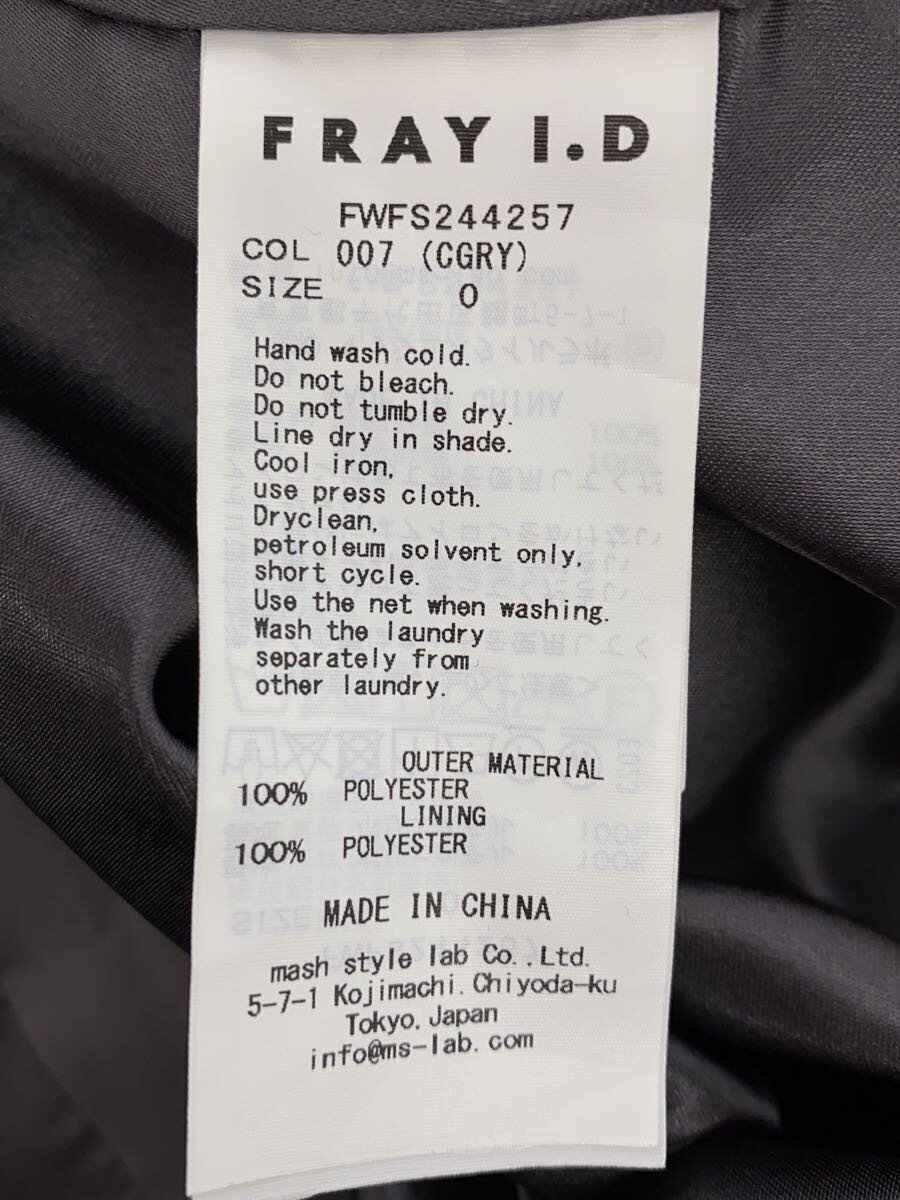 FRAY I.D
FWFS244257
COL 007 (CGRY)
SIZE 0
Hand wash cold.
Do not bleach.
Do not tumble dry.
Line dry in shade.
Cool iron,
use press cloth.
Dryclean,
petroleum solvent only,
short cycle.
Use the net when washing.
Wash the laundry
separately from
other laundry.
OUTER MATERIAL
100% POLYESTER
LINING
100% POLYESTER
MADE IN CHINA
mash style lab Co.,Ltd.
5-7-1 Kojimachi. Chiyoda-ku
Tokyo, Japan
info@ms-lab.com